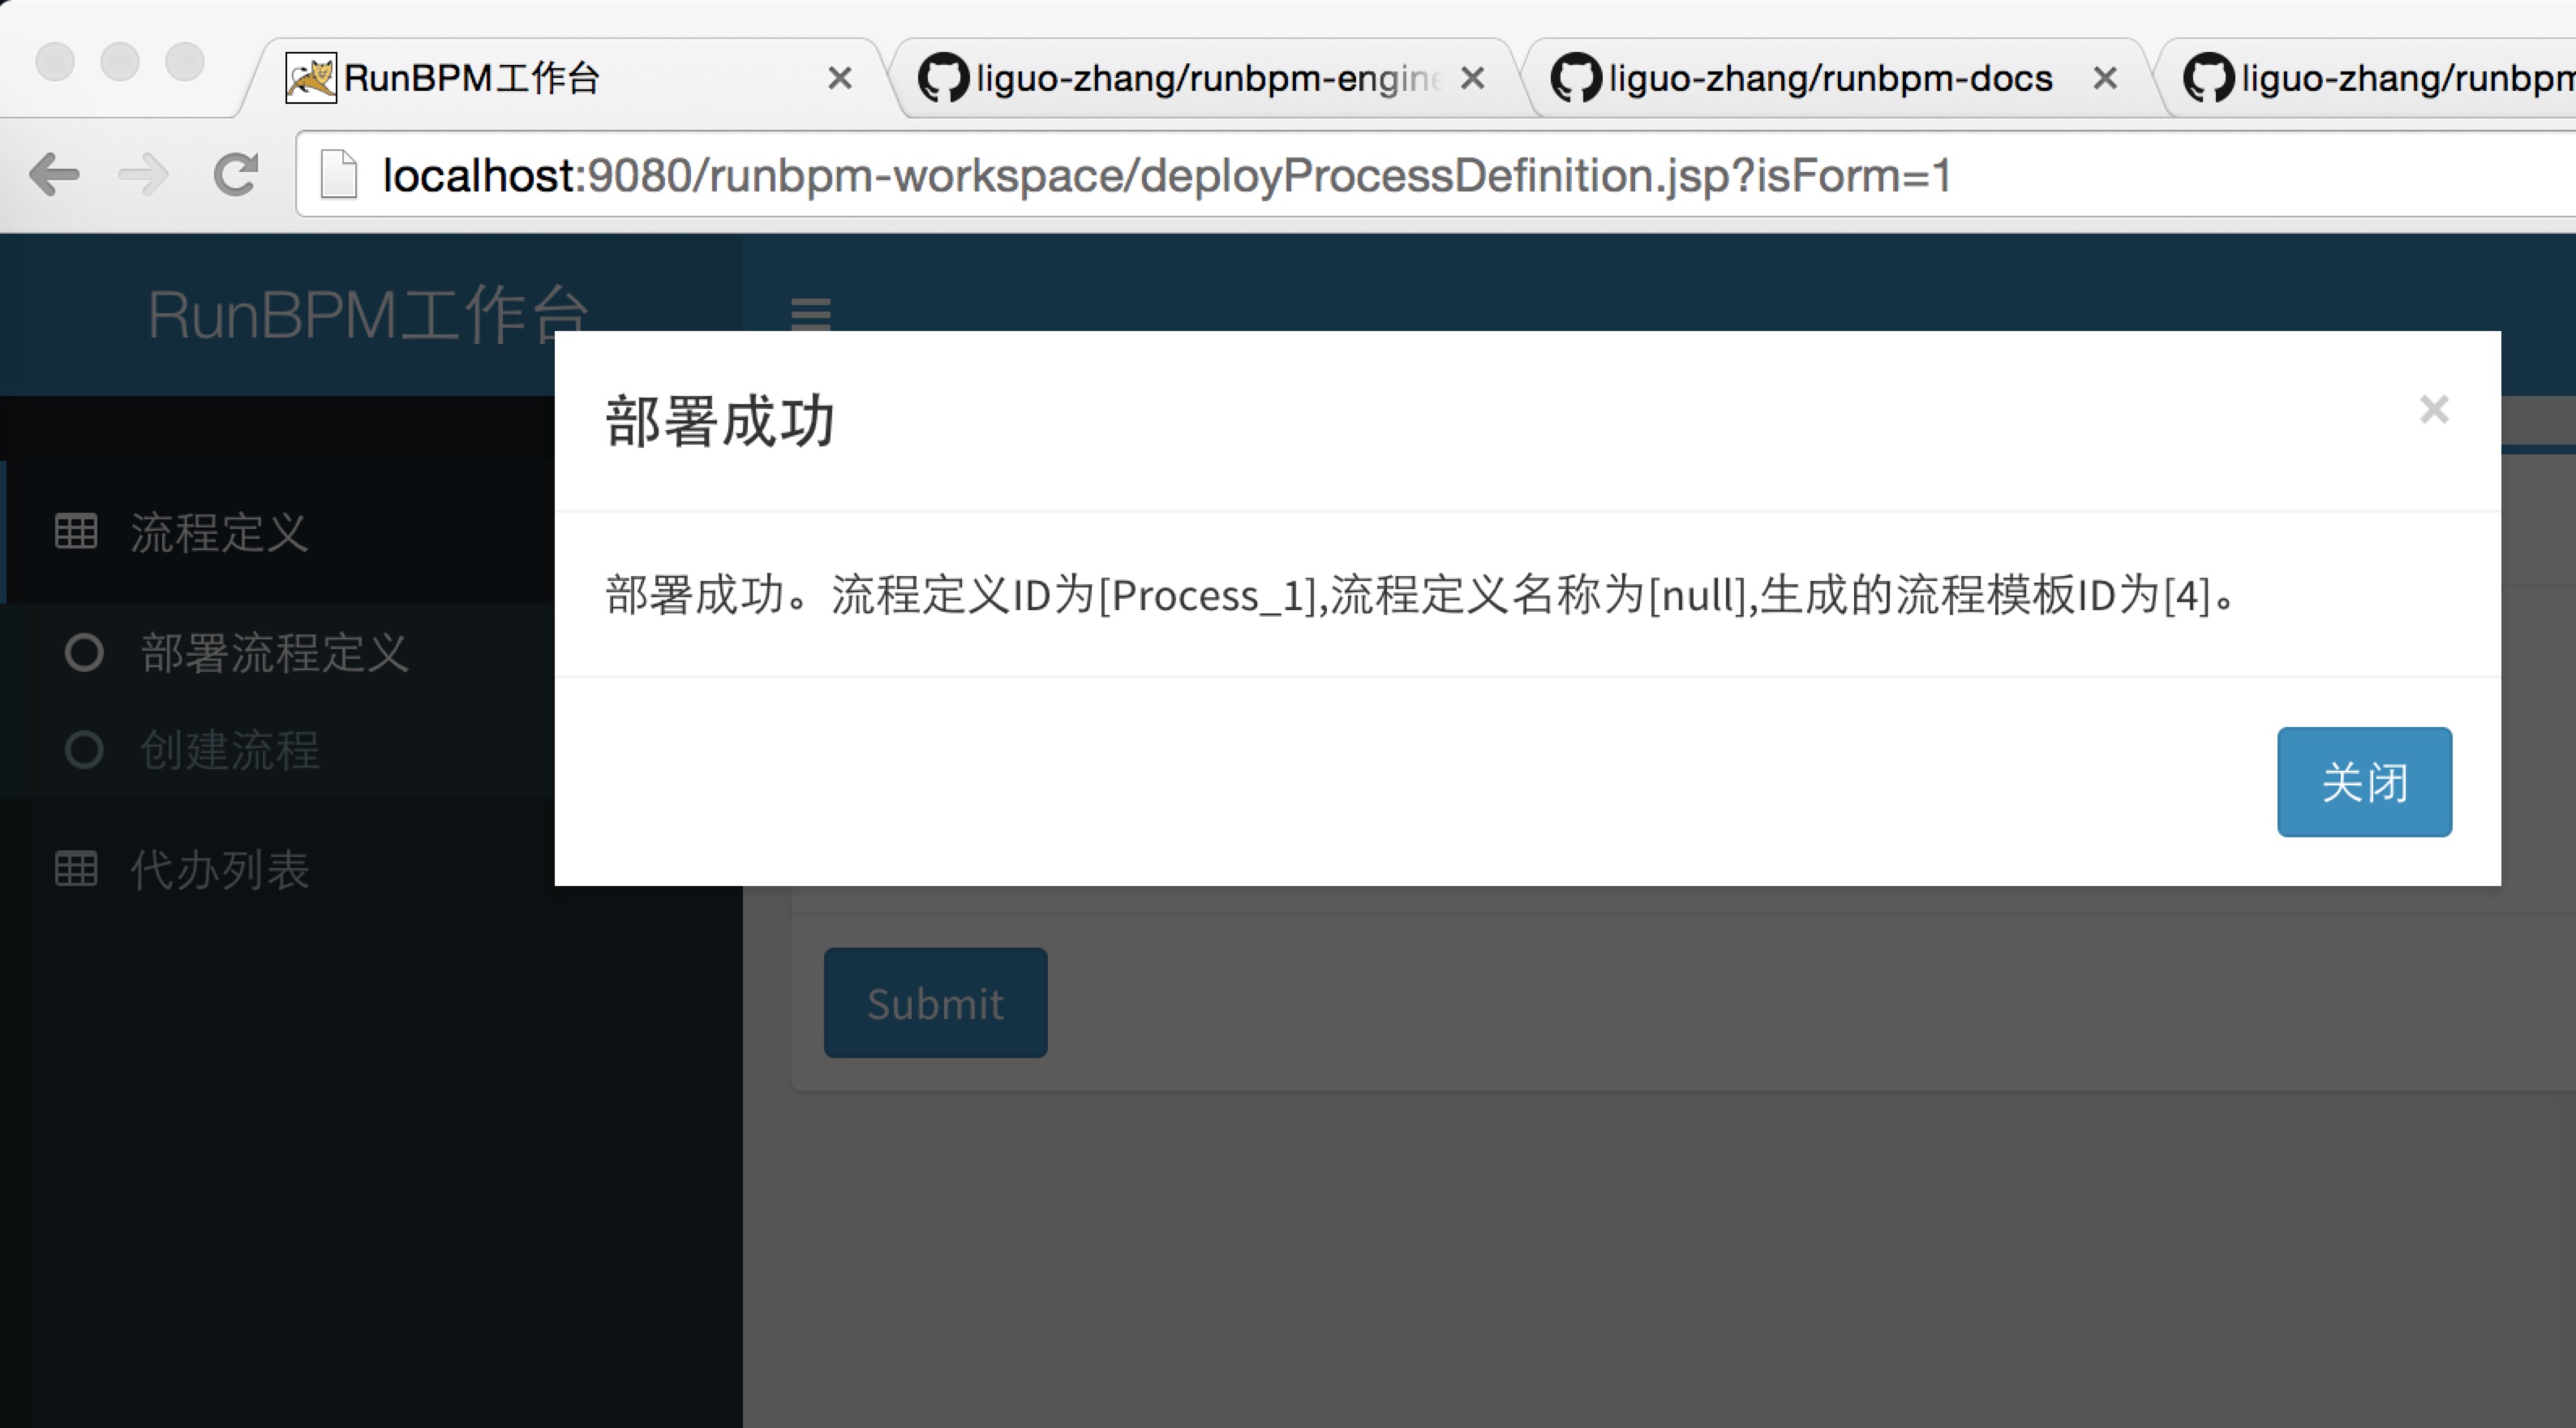 RunBPM工作台
liguo-zhang/runbpm-engine
liguo-zhang/runbpm-docs
liguo-zhang/runbpm
localhost:9080/runbpm-workspace/deployProcessDefinition.jsp?isForm=1
RunBPM工作台
部署成功
流程定义
部署成功。流程定义ID为[Process_1],流程定义名称为[null],生成的流程模板ID为[4]。
部署流程定义
创建流程
关闭
代办列表
Submit